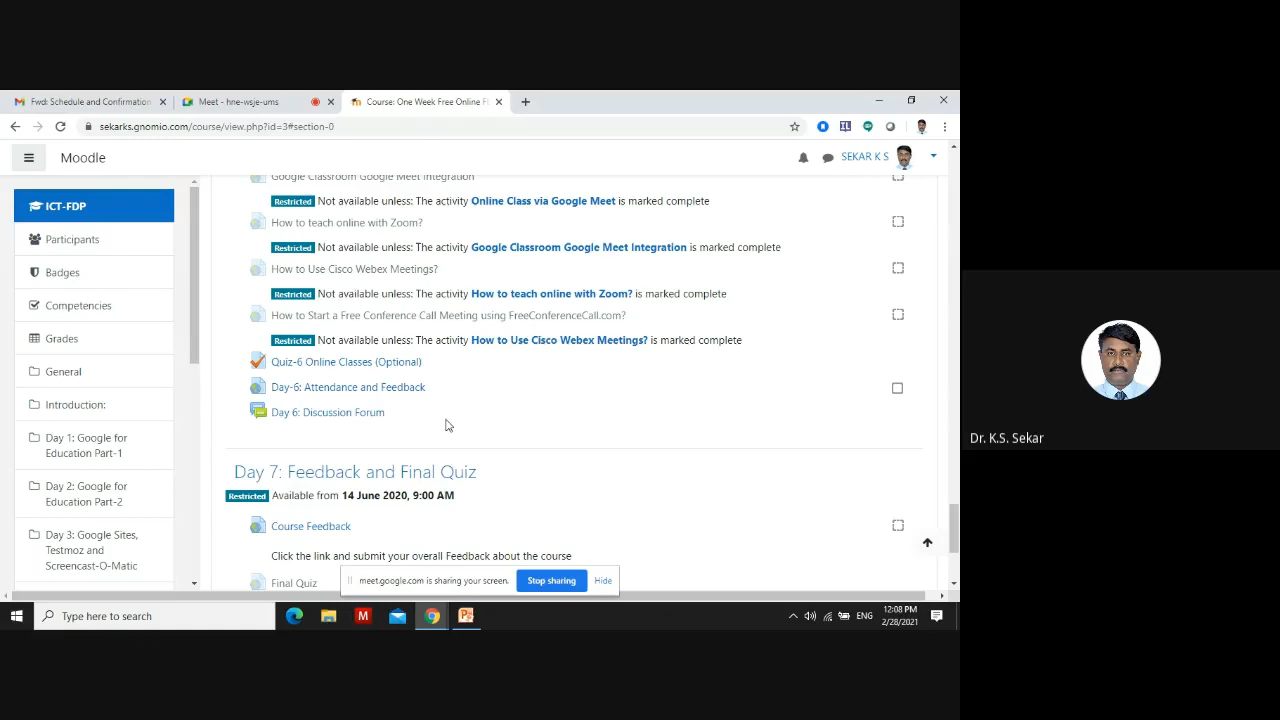 Fwd: Schedule and Confirmation
Meet - hne-wsje-ums
Course: One Week Free Online F
sekarks.gnomio.com/course/view.php?id=3#section-0
Moodle
SEKAR K S
ICT-FDP
Participants
Badges
Competencies
Grades
General
Introduction:
Day 1: Google for
Education Part-1
Day 2: Google for
Education Part-2
Day 3: Google Sites,
Testmoz and
Screencast-O-Matic
Google Classroom Google Meet Integration
Restricted Not available unless: The activity Online Class via Google Meet is marked complete
How to teach online with Zoom?
Restricted Not available unless: The activity Google Classroom Google Meet Integration is marked complete
How to Use Cisco Webex Meetings?
Restricted Not available unless: The activity How to teach online with Zoom? is marked complete
How to Start a Free Conference Call Meeting using FreeConferenceCall.com?
Restricted Not available unless: The activity How to Use Cisco Webex Meetings? is marked complete
Quiz-6 Online Classes (Optional)
Day-6: Attendance and Feedback
Day 6: Discussion Forum
Day 7: Feedback and Final Quiz
Restricted Available from 14 June 2020, 9:00 AM
Course Feedback
Click the link and submit your overall Feedback about the course
Final Quiz
meet.google.com is sharing your screen.
Stop sharing
Hide
Type here to search
ENG
12:08 PM
2/28/2021
Dr. K.S. Sekar